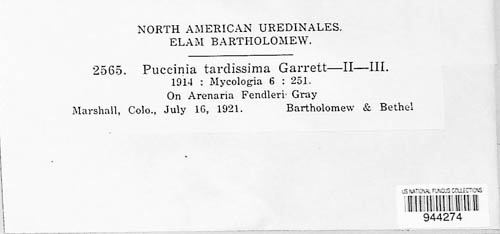 NORTH AMERICAN UREDINALES.
ELAM BARTHOLOMEW.
2565. Puccinia tardissima Garrett—II—III.
1914 : Mycologia 6 : 251.
On Arenaria Fendleri Gray
Marshall, Colo., July 16, 1921. Bartholomew & Bethel
US NATIONAL FUNGUS COLLECTIONS
944274